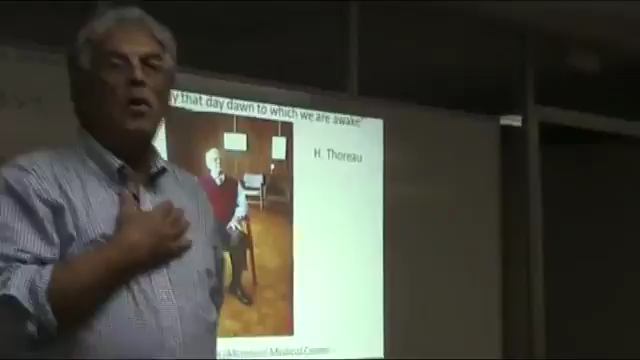 that day dawn to which we are awake"
H. Thoreau
Medical Center